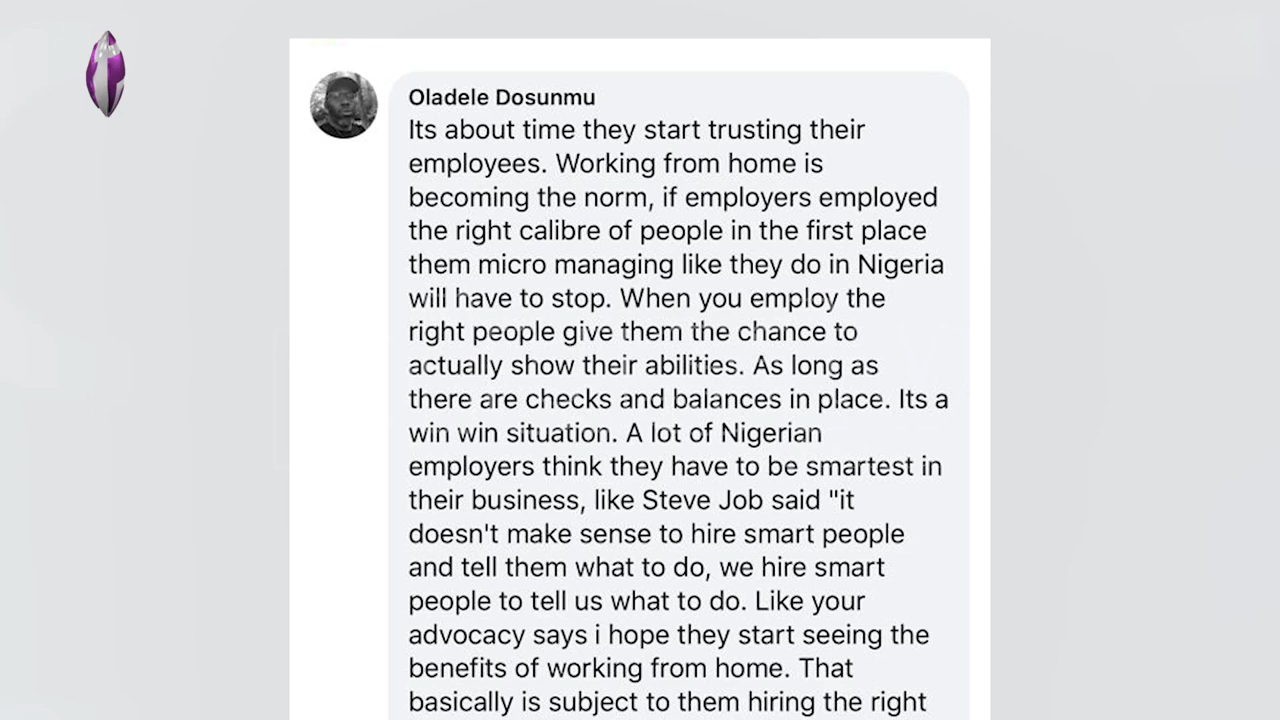 Oladele Dosunmu
Its about time they start trusting their
employees. Working from home is
becoming the norm, if employers employed
the right calibre of people in the first place
them micro managing like they do in Nigeria
will have to stop. When you employ the
right people give them the chance to
actually show their abilities. As long as
there are checks and balances in place. Its a
win win situation. A lot of Nigerian
employers think they have to be smartest in
their business, like Steve Job said "it
doesn't make sense to hire smart people
and tell them what to do, we hire smart
people to tell us what to do. Like your
advocacy says i hope they start seeing the
benefits of working from home. That
basically is subject to them hiring the right